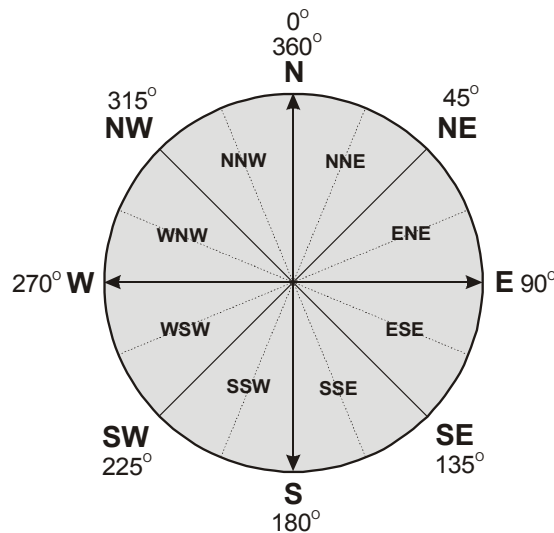 0°
360°
N
315°
NW
45°
NE
NNW
NNE
WNW
ENE
270° W
E 90°
WSW
ESE
SSW
SSE
SW
225°
SE
135°
S
180°